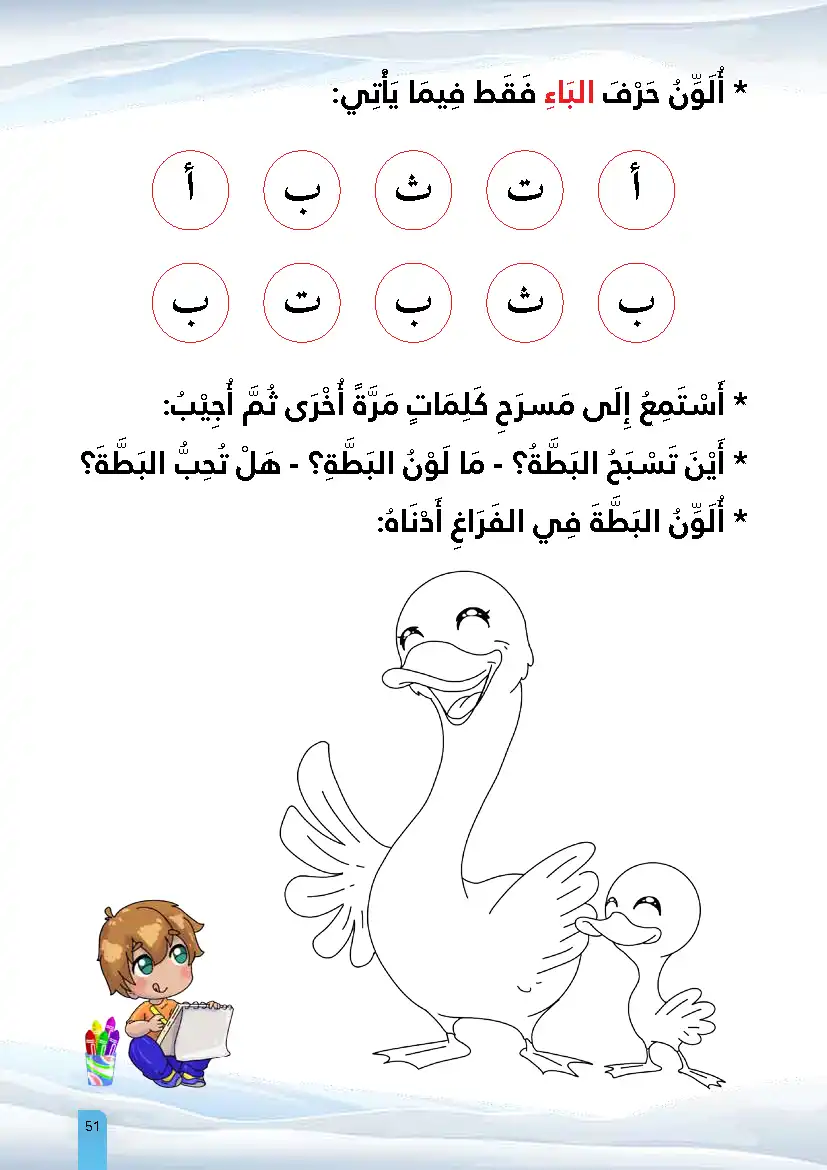 * أُلَوِّنُ حَرْفَ البَاءِ فَقَط فِيمَا يَأْتِي:
أ ت ث ب أ
ب ث ب ت ب
* أَسْتَمِعُ إِلَى مَسرَحِ كَلِمَاتٍ مَرَّةً أُخْرَى ثُمَّ أُجِيْبُ:
* أَيْنَ تَسْبَحُ البَطَّةُ؟ - مَا لَوْنُ البَطَّةِ؟ - هَلْ تُحِبُّ البَطَّةَ؟
* أُلَوِّنُ البَطَّةَ فِي الفَرَاغِ أَدْنَاهُ:
51